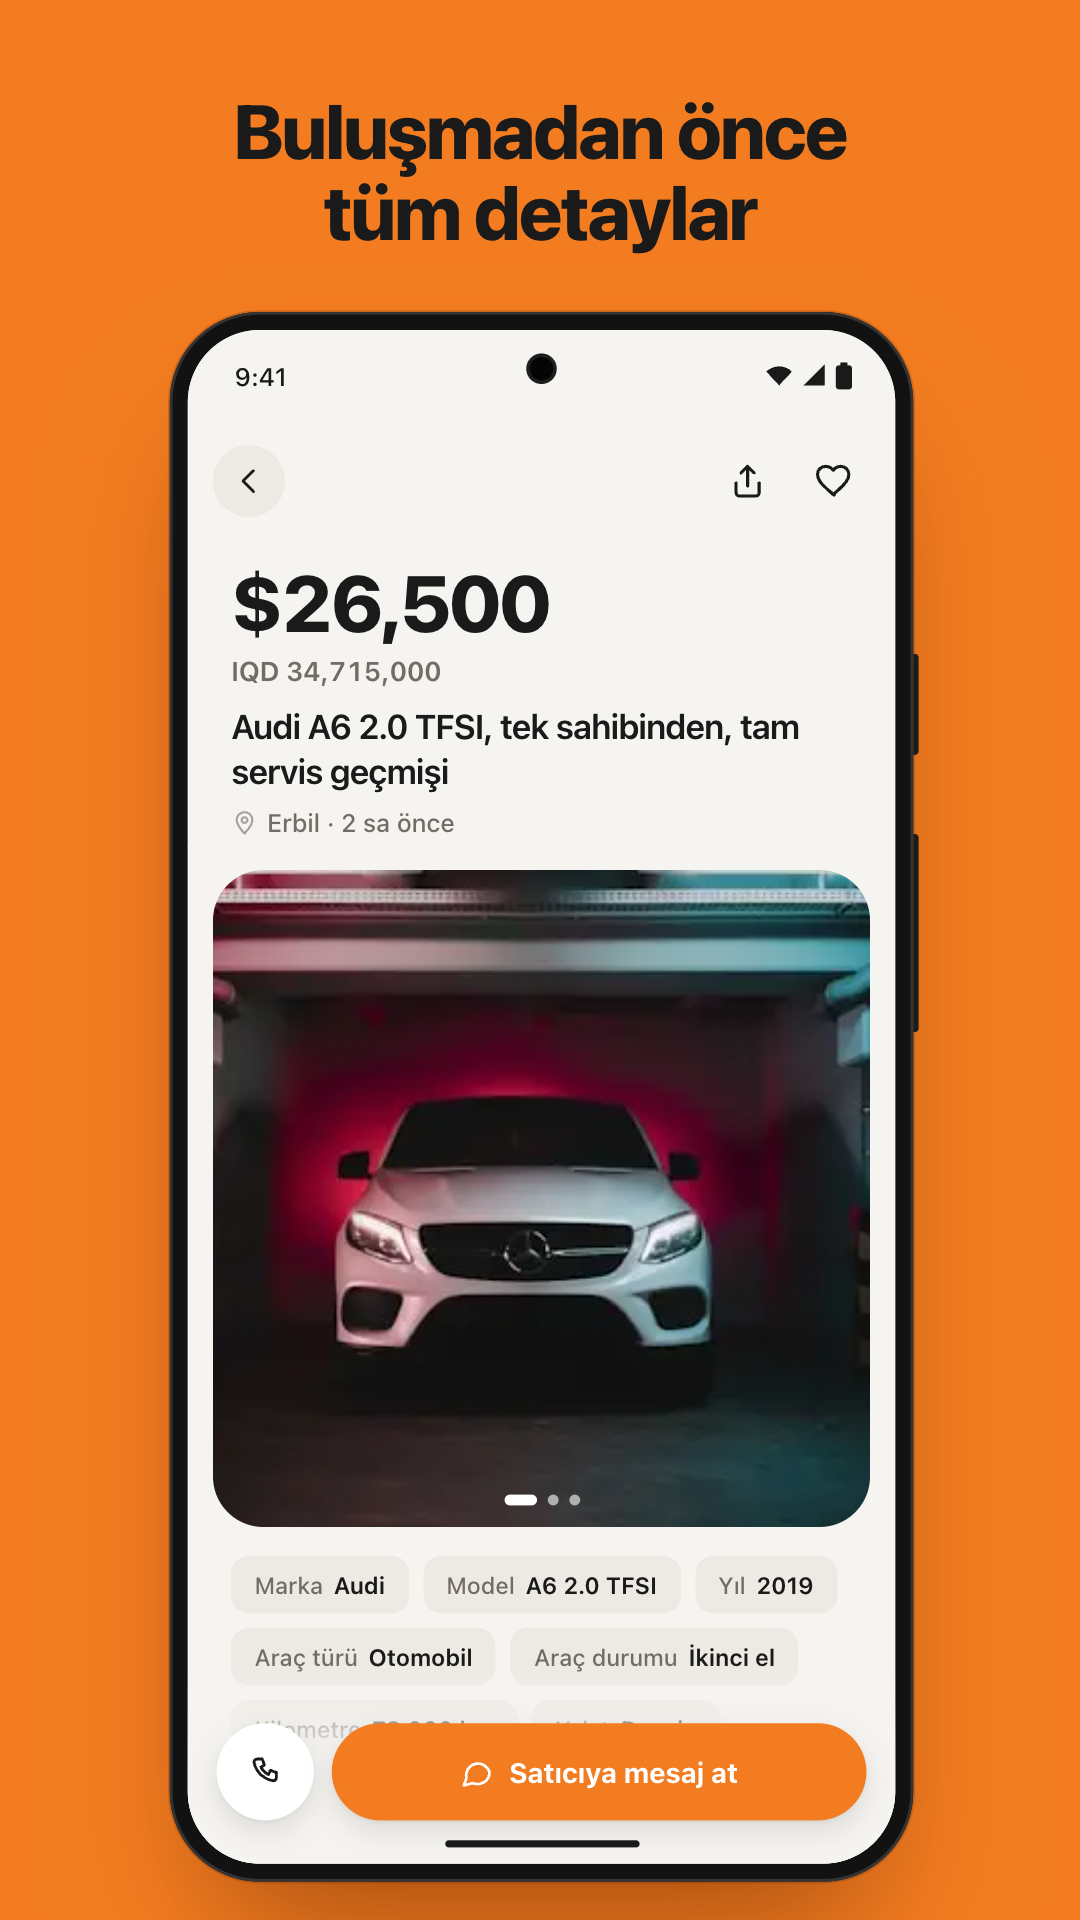 Buluşmadan önce
tüm detaylar
9:41
$26,500
IQD 34,715,000
Audi A6 2.0 TFSI, tek sahibinden, tam
servis geçmişi
Erbil · 2 sa önce
Marka Audi Model A6 2.0 TFSI Yıl 2019
Araç türü Otomobil Araç durumu İkinci el
Satıcıya mesaj at